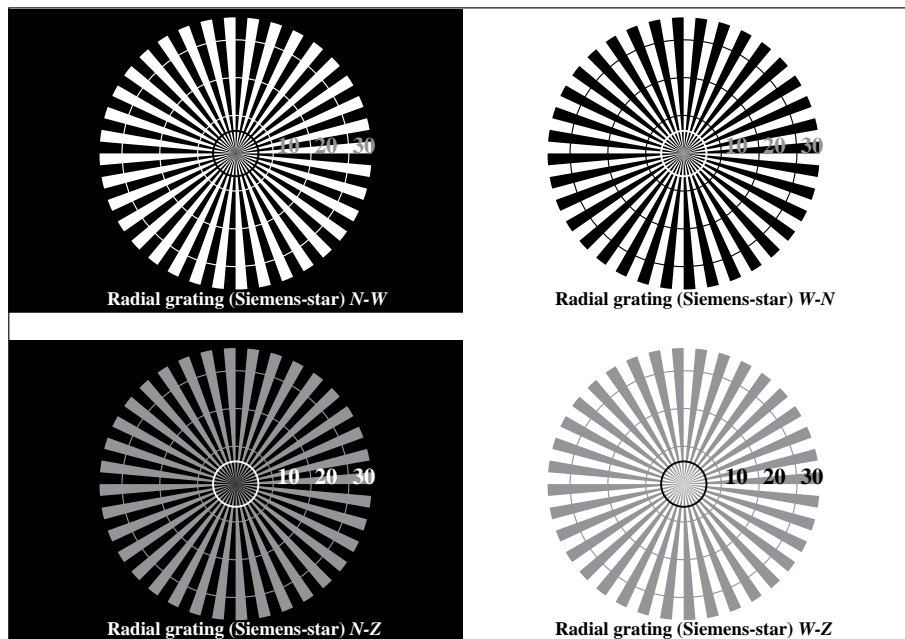 10 20 30
Radial grating (Siemens-star) N-W
10 20 30
Radial grating (Siemens-star) W-N
10 20 30
Radial grating (Siemens-star) N-Z
10 20 30
Radial grating (Siemens-star) W-Z